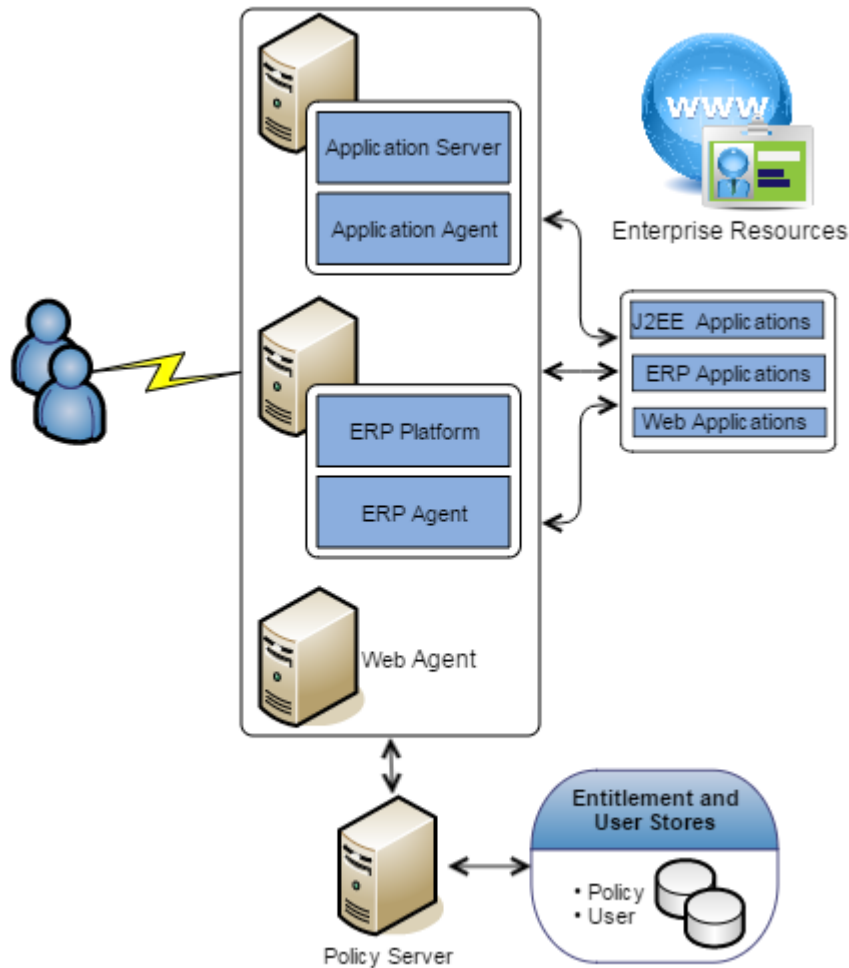 Application Server
Application Agent
www
Enterprise Resources
J2EE Applications
ERP Applications
Web Applications
ERP Platform
ERP Agent
Web Agent
Policy Server
Entitlement and
User Stores
• Policy
• User